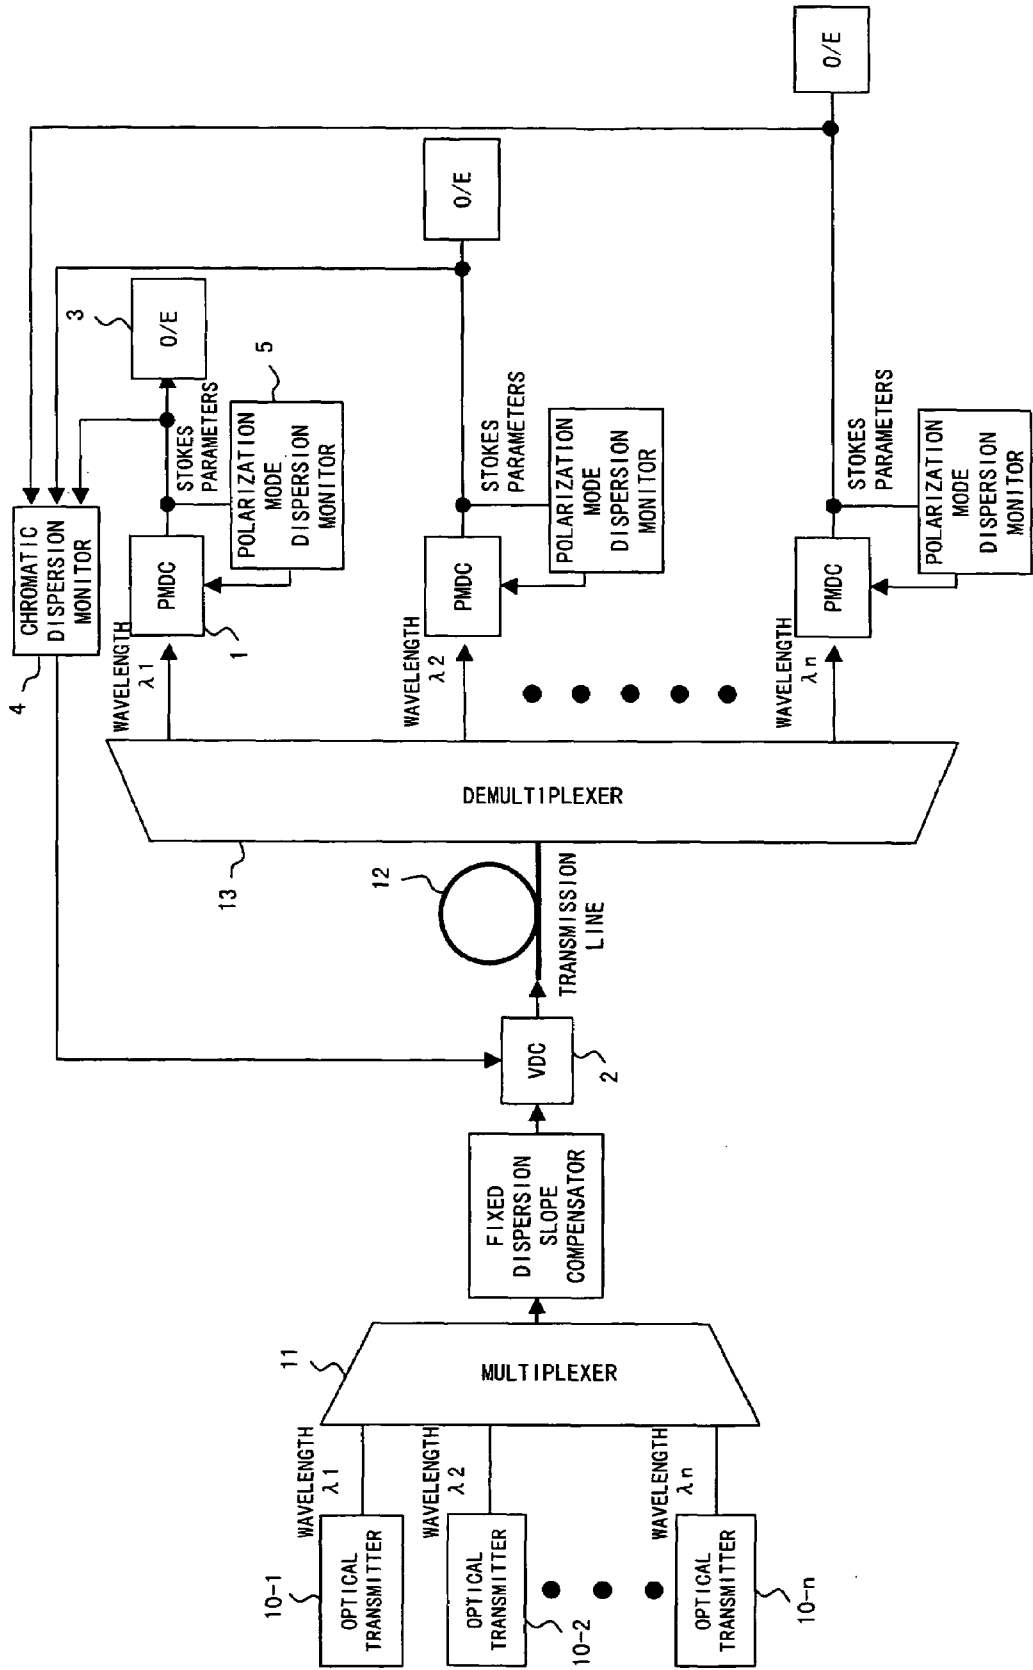 10-1
OPTICAL
TRANSMITTER
WAVELENGTH
λ1
OPTICAL
TRANSMITTER
10-2
WAVELENGTH
λ2
OPTICAL
TRANSMITTER
10-n
WAVELENGTH
λn
11
MULTIPLEXER
FIXED
DISPERSION
SLOPE
COMPENSATOR
VDC
2
12
TRANSMISSION
LINE
13
DEMULTIPLEXER
4
CHROMATIC
DISPERSION
MONITOR
WAVELENGTH
λ1
PMDC
1
STOKES
PARAMETERS
POLARIZATION
MODE
DISPERSION
MONITOR
5
3
O/E
WAVELENGTH
λ2
PMDC
STOKES
PARAMETERS
POLARIZATION
MODE
DISPERSION
MONITOR
O/E
WAVELENGTH
λn
PMDC
STOKES
PARAMETERS
POLARIZATION
MODE
DISPERSION
MONITOR
O/E